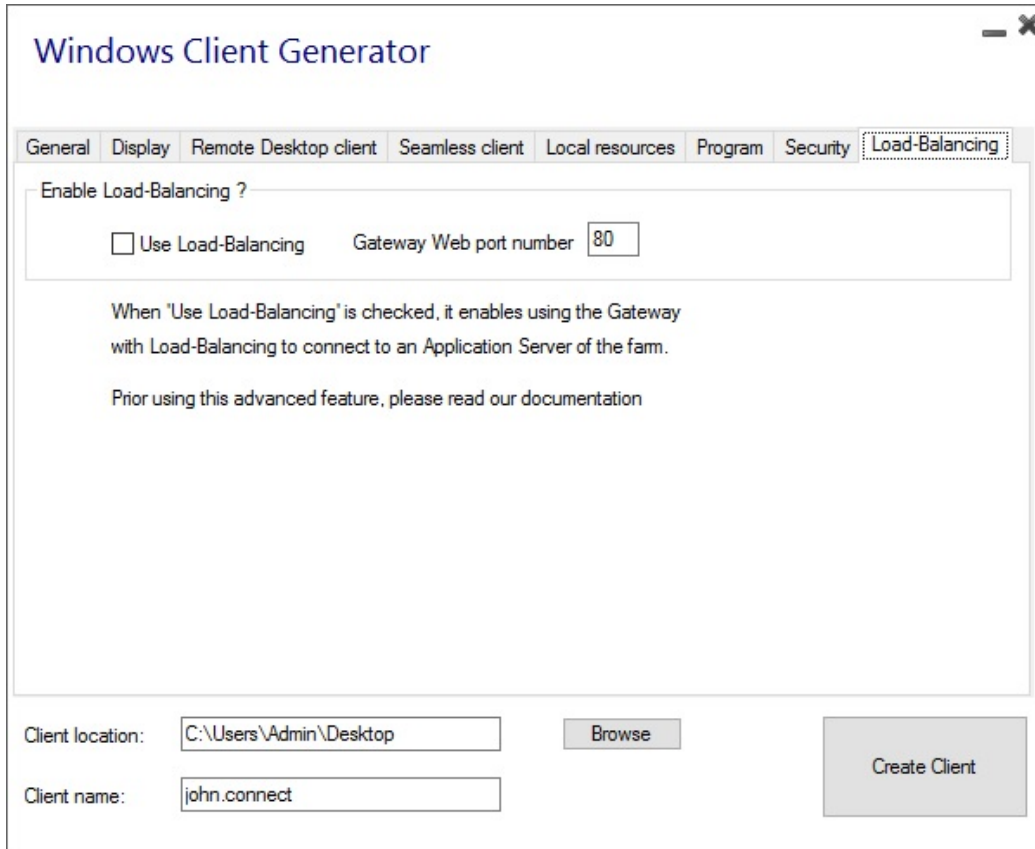 Windows Client Generator
General Display Remote Desktop client Seamless client Local resources Program Security Load-Balancing
Enable Load-Balancing ?
Use Load-Balancing Gateway Web port number 80
When "Use Load-Balancing" is checked, it enables using the Gateway
with Load-Balancing to connect to an Application Server of the farm.
Prior using this advanced feature, please read our documentation
Client location: C:\Users\Admin\Desktop Browse
Create Client
Client name: john.connect